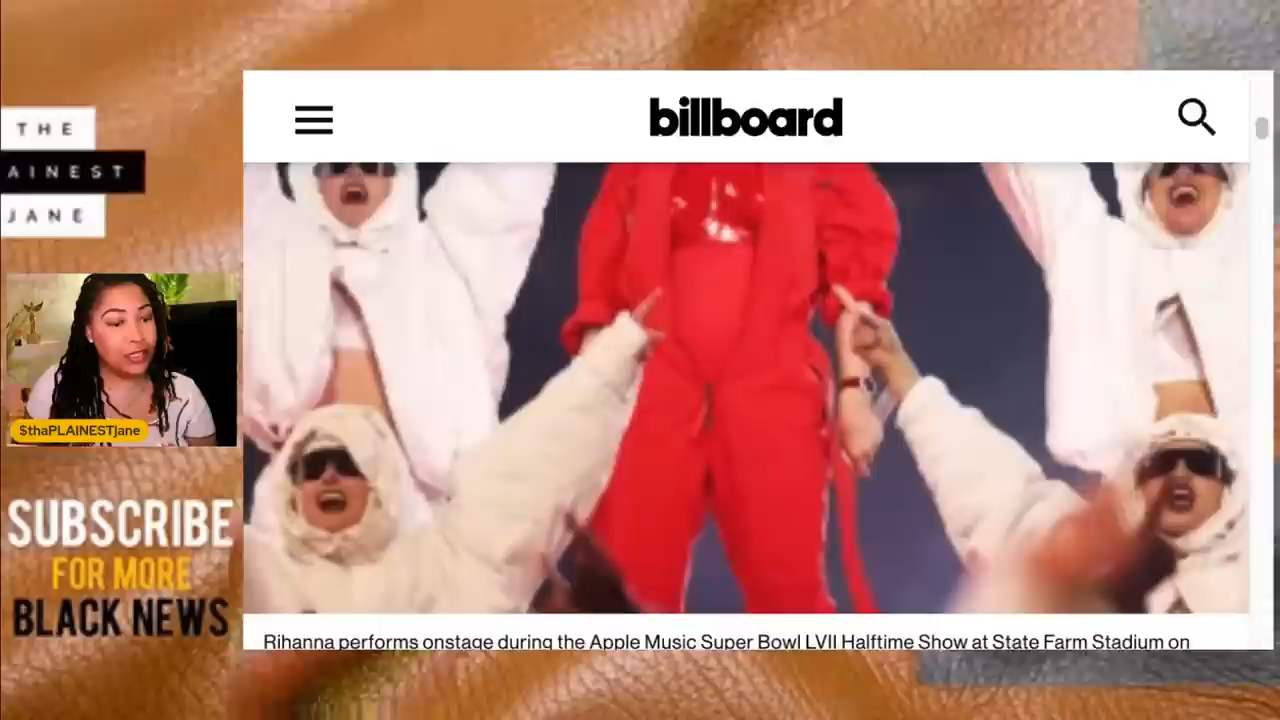 THE
AINEST
JANE
$thaPLAINESTjane
SUBSCRIBE
FOR MORE
BLACK NEWS
billboard
Rihanna performs onstage during the Apple Music Super Bowl LVII Halftime Show at State Farm Stadium on